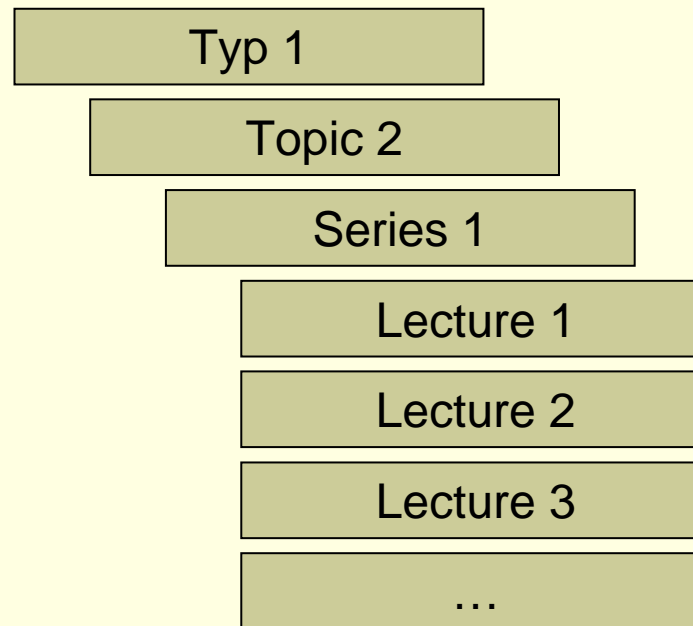 Typ 1
Topic 2
Series 1
Lecture 1
Lecture 2
Lecture 3
…